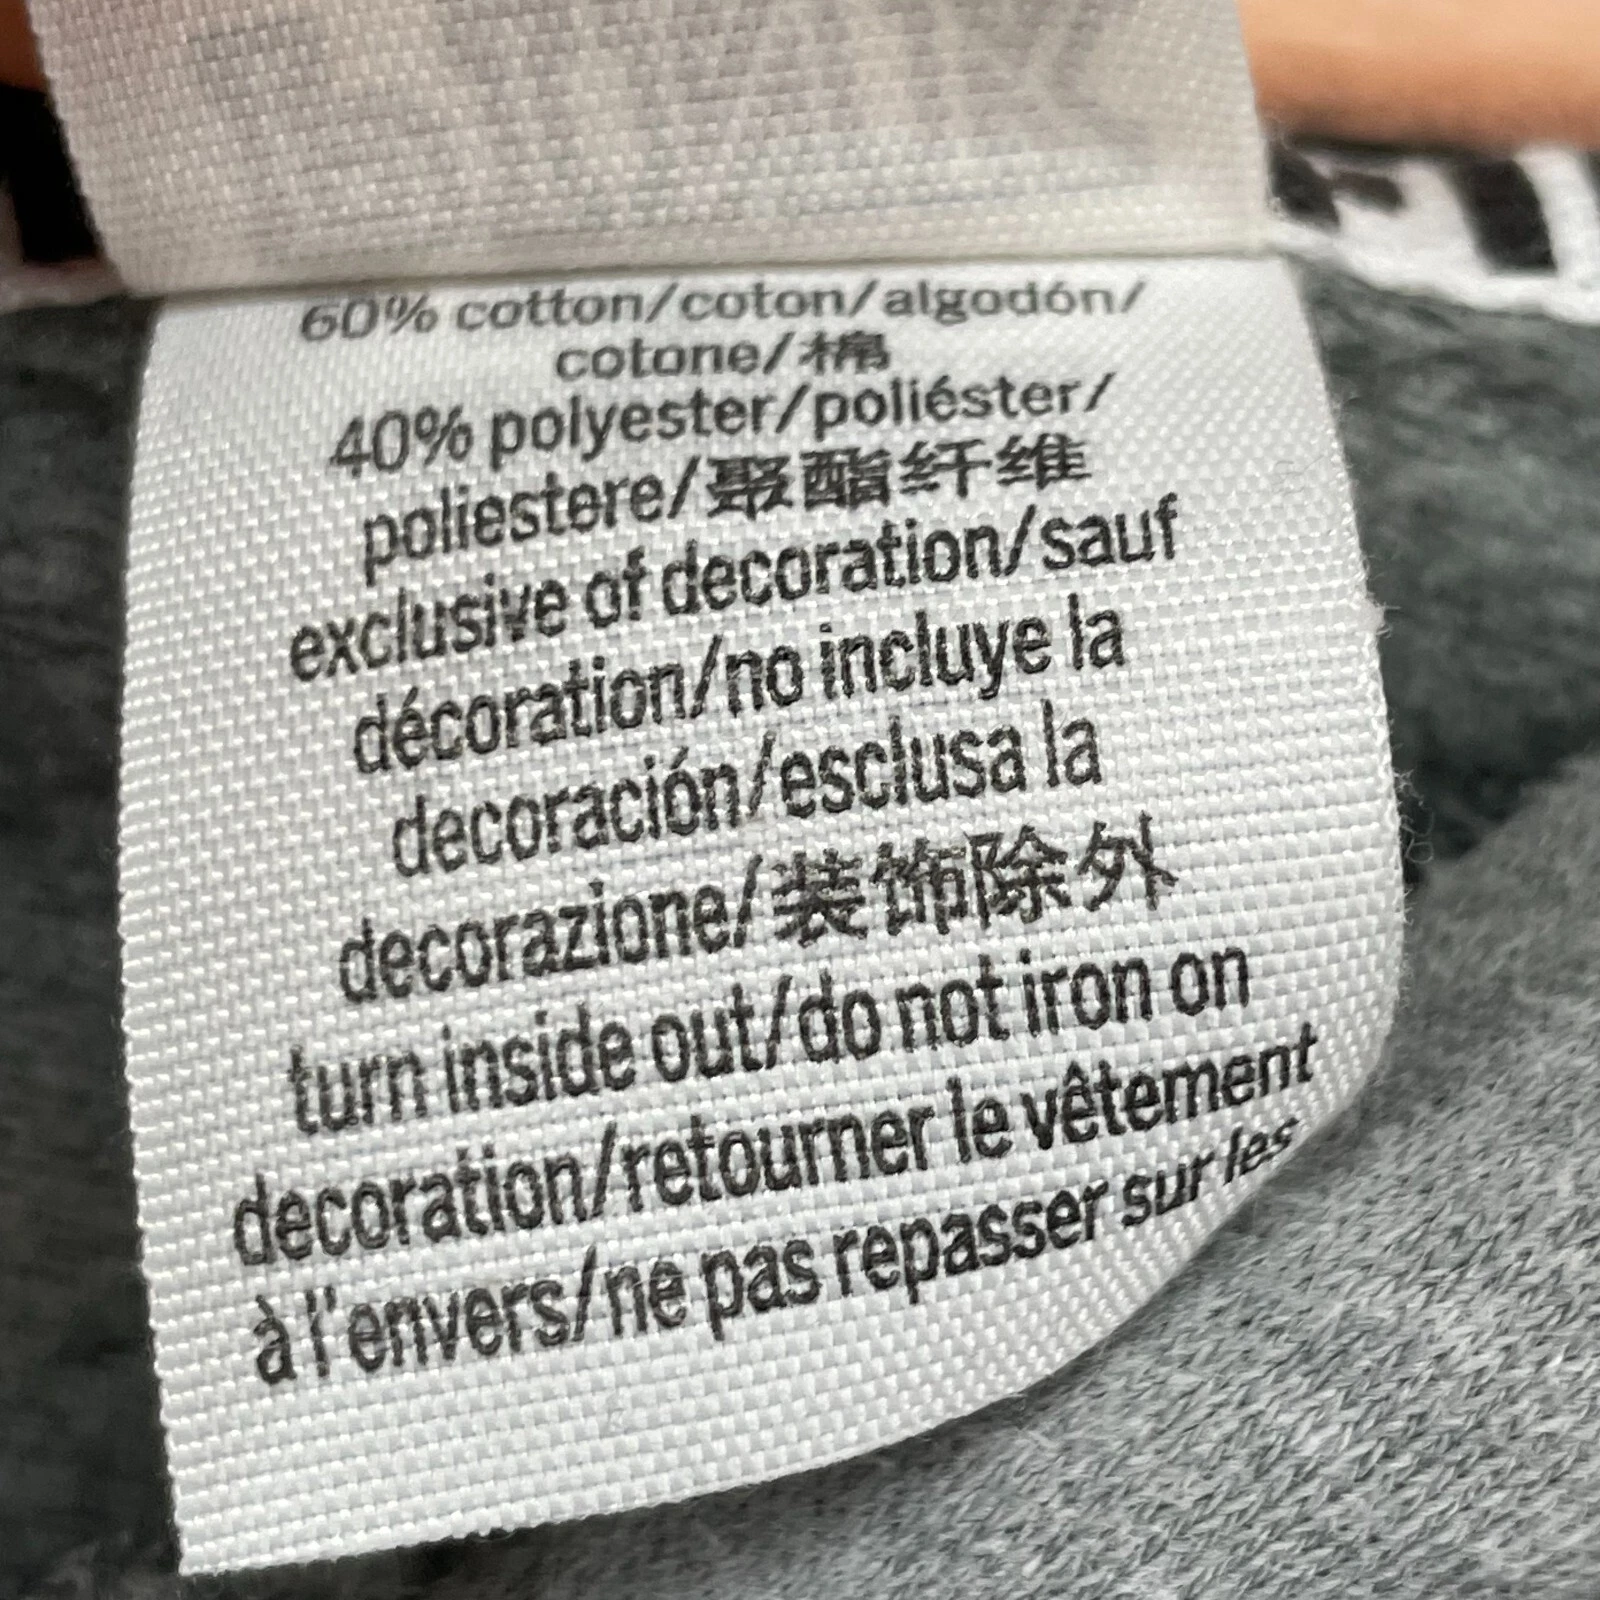 60% cotton/coton/algodón/
cotone/棉
40% polyester/poliéster/
poliestere/聚酯纤维
exclusive of decoration/sauf
décoration/no incluye la
decoración/esclusa la
decorazione/装饰除外
turn inside out/do not iron on
decoration/retourner le vêtement
à l'envers/ne pas repasser sur les